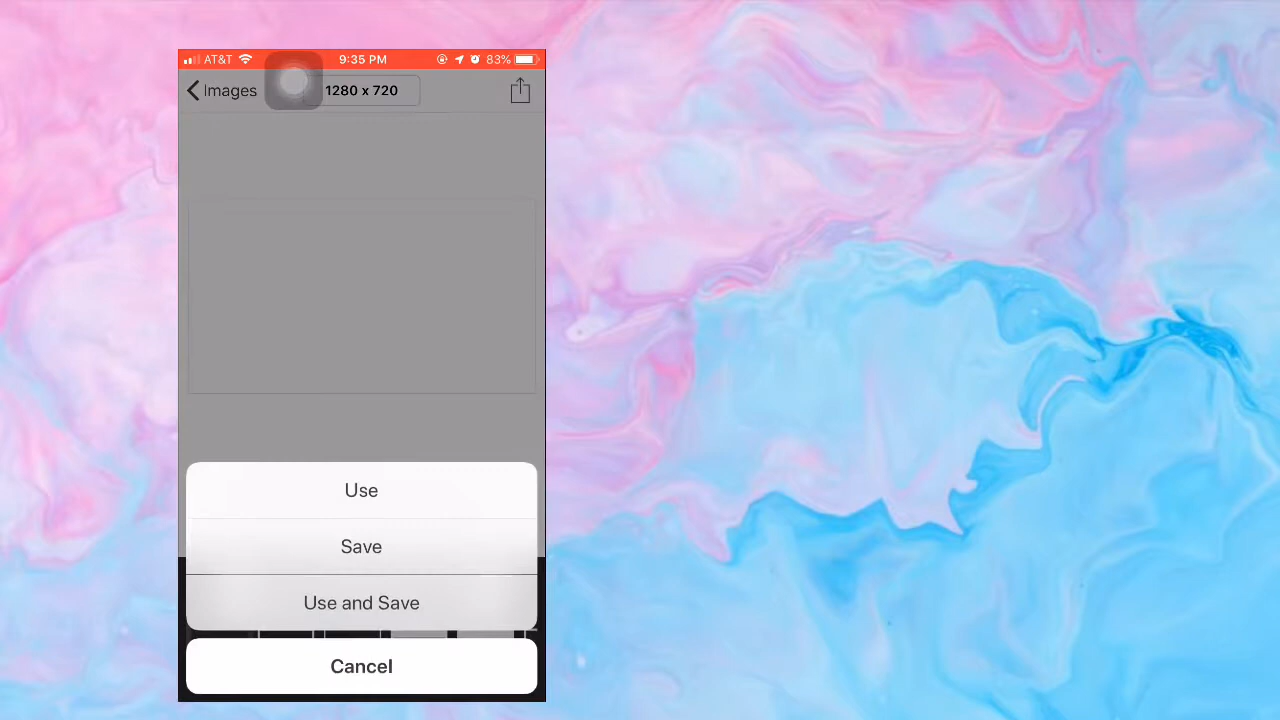 AT&T 9:35 PM 83%
Images 1280 x 720
Use
Save
Use and Save
Cancel